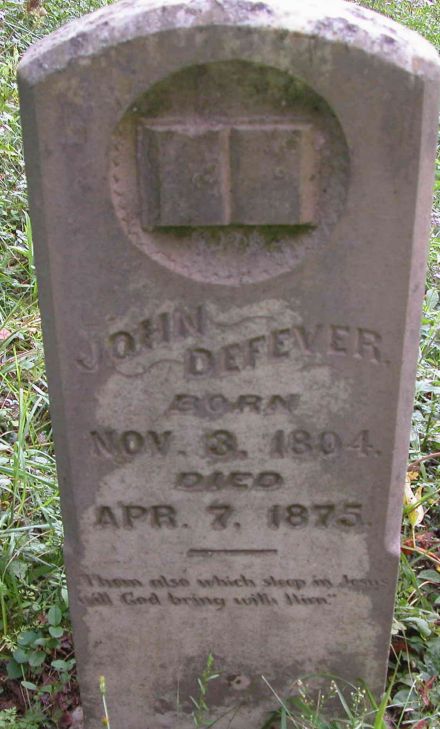 JOHN
DEFEVER.
BORN
NOV. 3. 1804.
DIED
APR. 7. 1875.
Them also which sleep in Jesus
will God bring with Him."